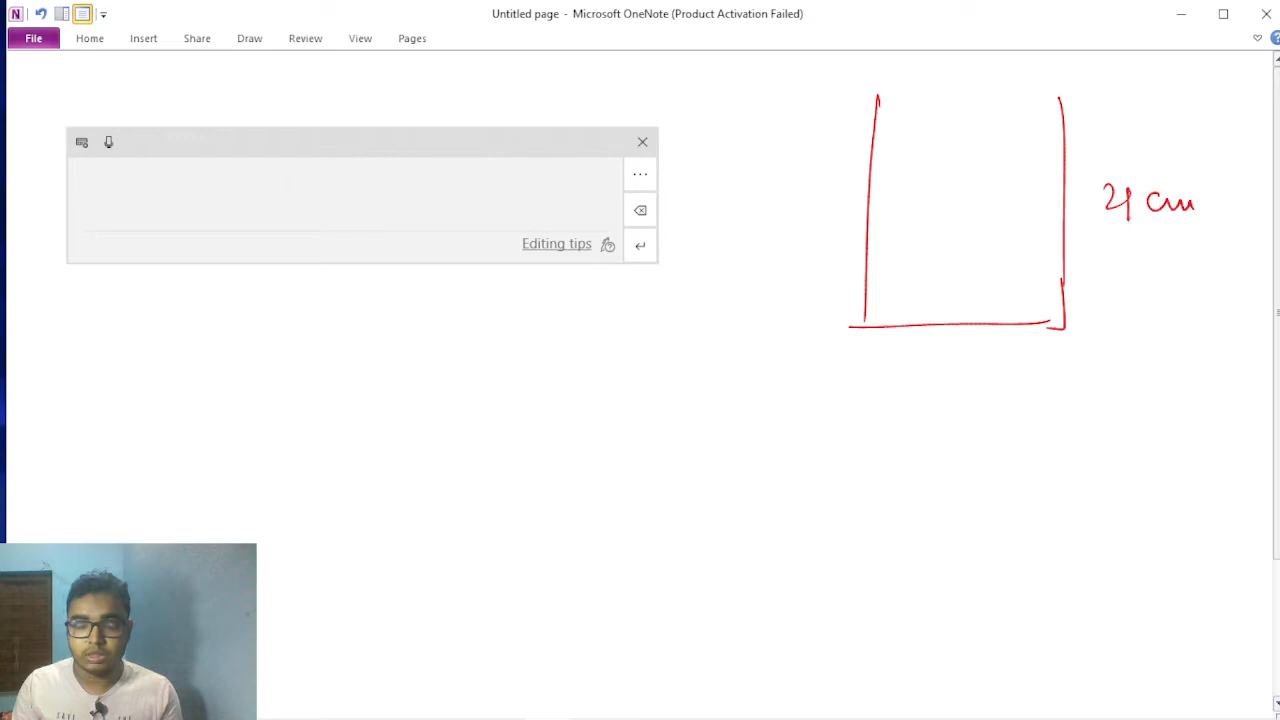 Untitled page - Microsoft OneNote (Product Activation Failed)
File Home Insert Share Draw Review View Pages
21 cm
Editing tips